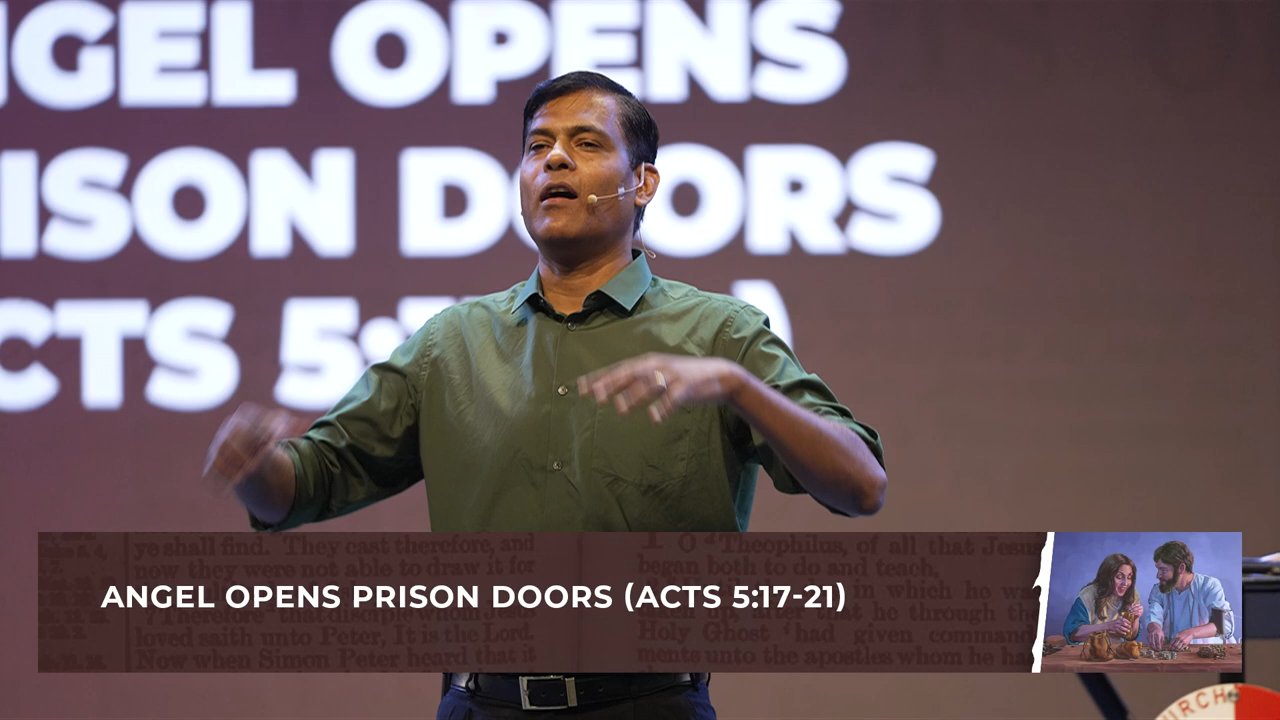 NGEL OPENS
ISON DOORS
CTS 5:
ANGEL OPENS PRISON DOORS (ACTS 5:17-21)
ye shall find. They cast therefore, and
now they were not able to draw it for
Therefore that disciple
loved saith unto Peter, It is the Lord.
Now when Simon Peter heard that it
O Theophilus, of all that Jesus
began both to do and teach,
in which he was
he through the
Holy Ghost had given command
ments unto the apostles whom he had
URCH